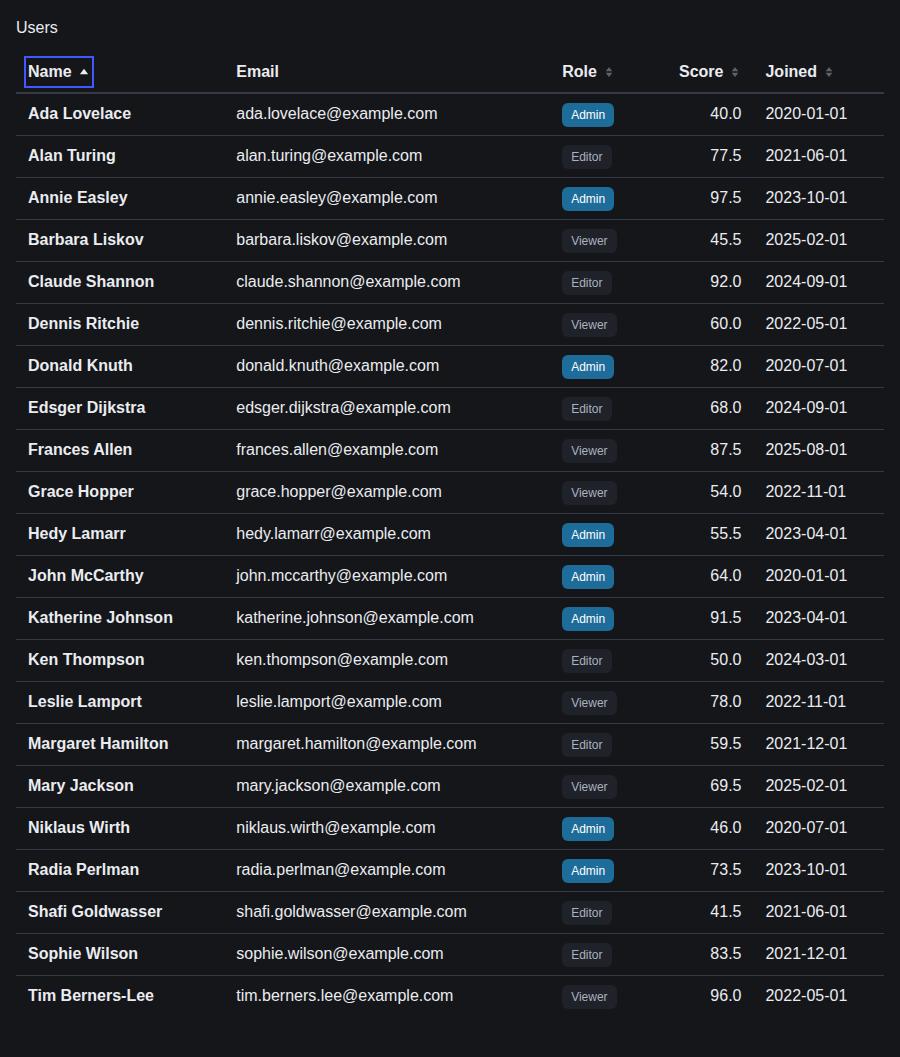 Users
Name Email Role Score Joined
Ada Lovelace ada.lovelace@example.com Admin 40.0 2020-01-01
Alan Turing alan.turing@example.com Editor 77.5 2021-06-01
Annie Easley annie.easley@example.com Admin 97.5 2023-10-01
Barbara Liskov barbara.liskov@example.com Viewer 45.5 2025-02-01
Claude Shannon claude.shannon@example.com Editor 92.0 2024-09-01
Dennis Ritchie dennis.ritchie@example.com Viewer 60.0 2022-05-01
Donald Knuth donald.knuth@example.com Admin 82.0 2020-07-01
Edsger Dijkstra edsger.dijkstra@example.com Editor 68.0 2024-09-01
Frances Allen frances.allen@example.com Viewer 87.5 2025-08-01
Grace Hopper grace.hopper@example.com Viewer 54.0 2022-11-01
Hedy Lamarr hedy.lamarr@example.com Admin 55.5 2023-04-01
John McCarthy john.mccarthy@example.com Admin 64.0 2020-01-01
Katherine Johnson katherine.johnson@example.com Admin 91.5 2023-04-01
Ken Thompson ken.thompson@example.com Editor 50.0 2024-03-01
Leslie Lamport leslie.lamport@example.com Viewer 78.0 2022-11-01
Margaret Hamilton margaret.hamilton@example.com Editor 59.5 2021-12-01
Mary Jackson mary.jackson@example.com Viewer 69.5 2025-02-01
Niklaus Wirth niklaus.wirth@example.com Admin 46.0 2020-07-01
Radia Perlman radia.perlman@example.com Admin 73.5 2023-10-01
Shafi Goldwasser shafi.goldwasser@example.com Editor 41.5 2021-06-01
Sophie Wilson sophie.wilson@example.com Editor 83.5 2021-12-01
Tim Berners-Lee tim.berners.lee@example.com Viewer 96.0 2022-05-01